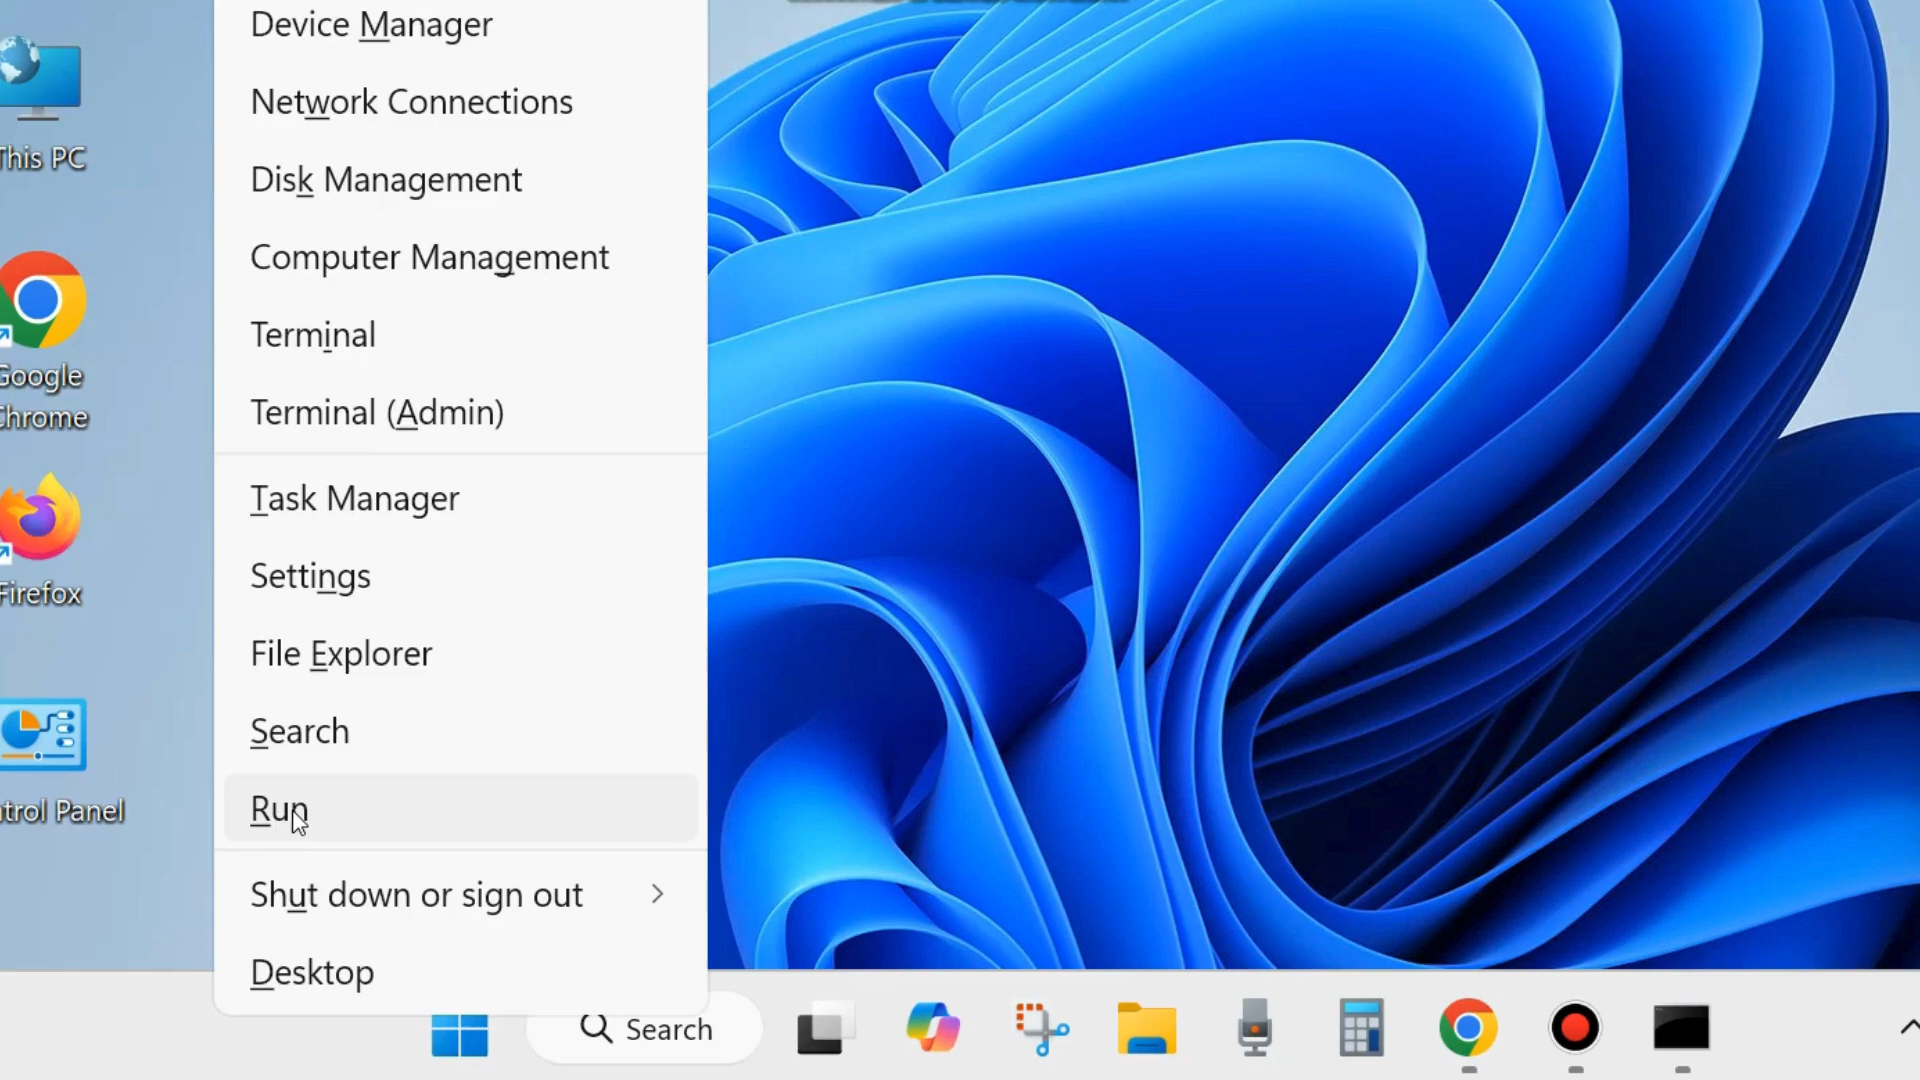 Device Manager
Network Connections
Disk Management
Computer Management
Terminal
Terminal (Admin)
Task Manager
Settings
File Explorer
Search
Run
Shut down or sign out
Desktop
This PC
Google
Chrome
Firefox
trol Panel
Search